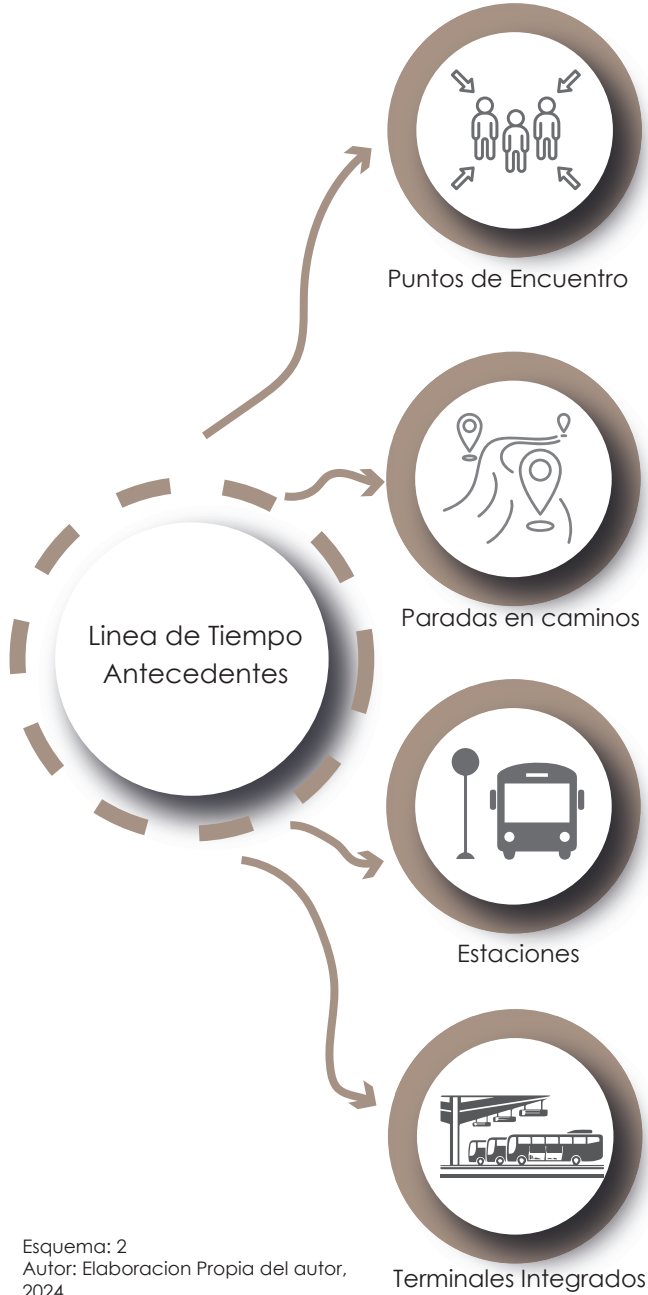 Puntos de Encuentro
Paradas en caminos
Linea de Tiempo
Antecedentes
Estaciones
Terminales Integrados
Esquema: 2
Autor: Elaboracion Propia del autor,
2024